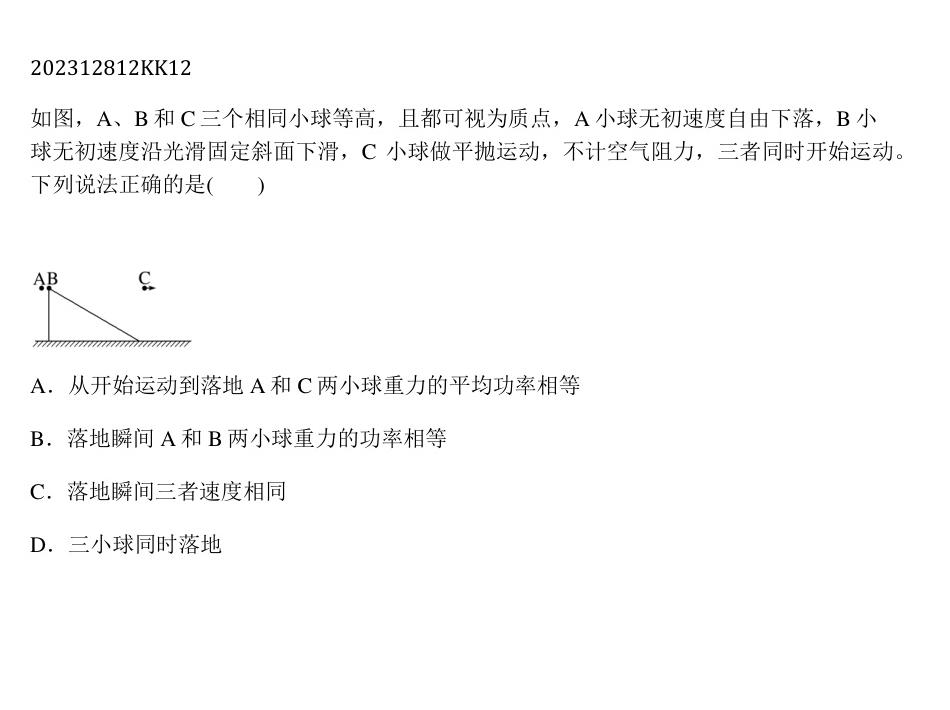 202312812KK12
如图，A、B 和 C 三个相同小球等高，且都可视为质点，A 小球无初速度自由下落，B 小
球无初速度沿光滑固定斜面下滑，C 小球做平抛运动，不计空气阻力，三者同时开始运动。
下列说法正确的是(　　)
AB C
A．从开始运动到落地 A 和 C 两小球重力的平均功率相等
B．落地瞬间 A 和 B 两小球重力的功率相等
C．落地瞬间三者速度相同
D．三小球同时落地